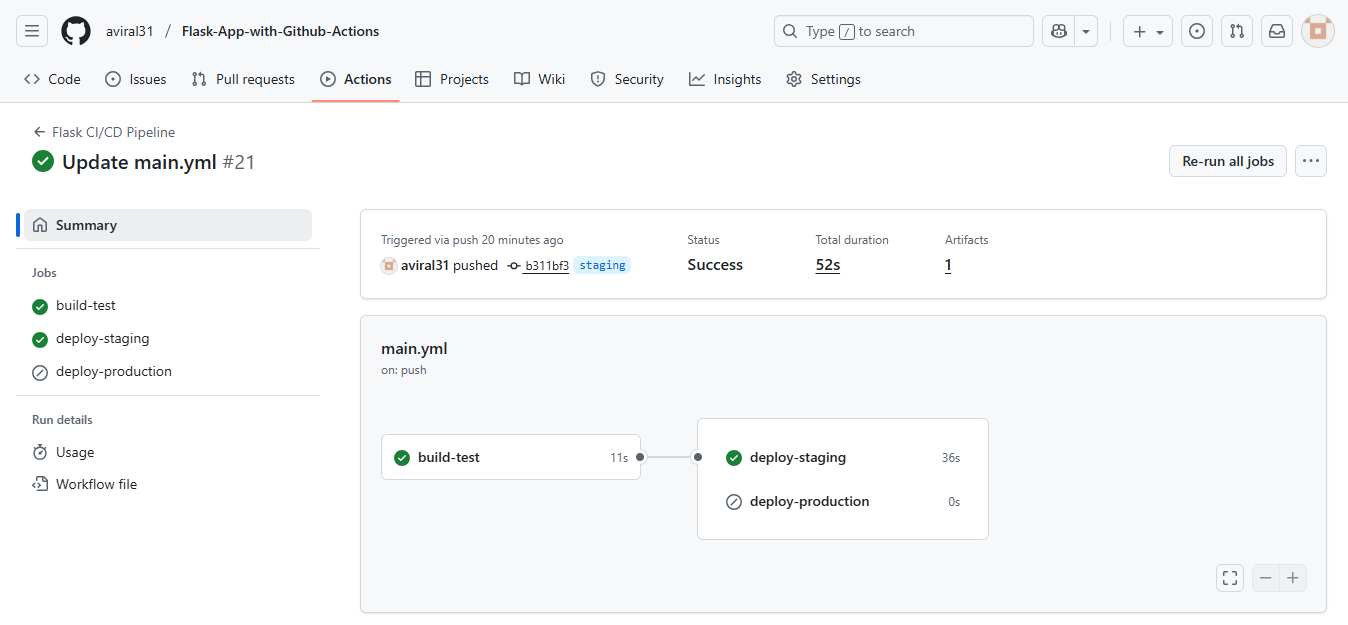 aviral31 / Flask-App-with-Github-Actions
Type / to search
Code Issues Pull requests Actions Projects Wiki Security Insights Settings
Flask CI/CD Pipeline
Update main.yml #21
Re-run all jobs
Summary
Jobs
build-test
deploy-staging
deploy-production
Run details
Usage
Workflow file
Triggered via push 20 minutes ago
aviral31 pushed b311bf3 staging
Status
Success
Total duration
52s
Artifacts
1
main.yml
on: push
build-test 11s
deploy-staging 36s
deploy-production 0s